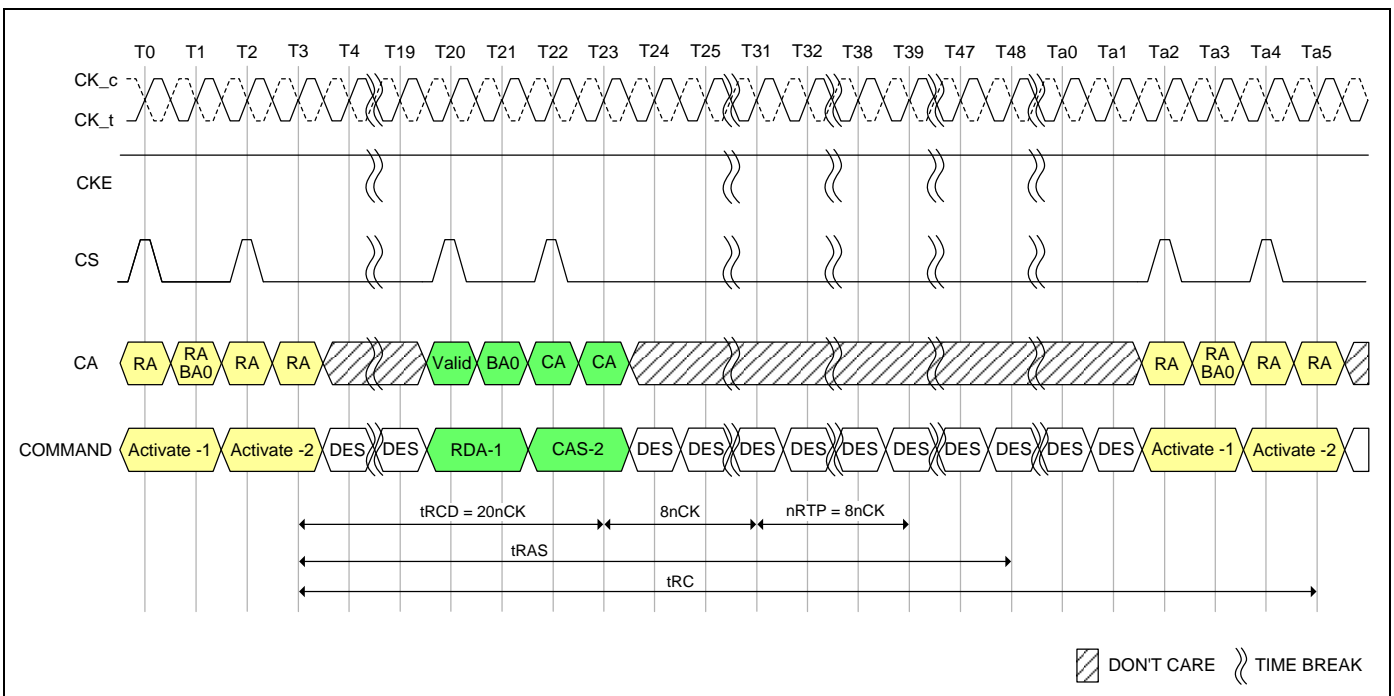 T0 T1 T2 T3 T4 T19 T20 T21 T22 T23 T24 T25 T31 T32 T38 T39 T47 T48 Ta0 Ta1 Ta2 Ta3 Ta4 Ta5
CK_c
CK_t
CKE
CS
CA RA RA BA0 RA RA Valid BA0 CA CA RA RA BA0 RA RA
COMMAND Activate -1 Activate -2 DES DES RDA-1 CAS-2 DES DES DES DES DES DES DES DES DES DES Activate -1 Activate -2
tRCD = 20nCK 8nCK nRTP = 8nCK
tRAS
tRC
DON'T CARE TIME BREAK